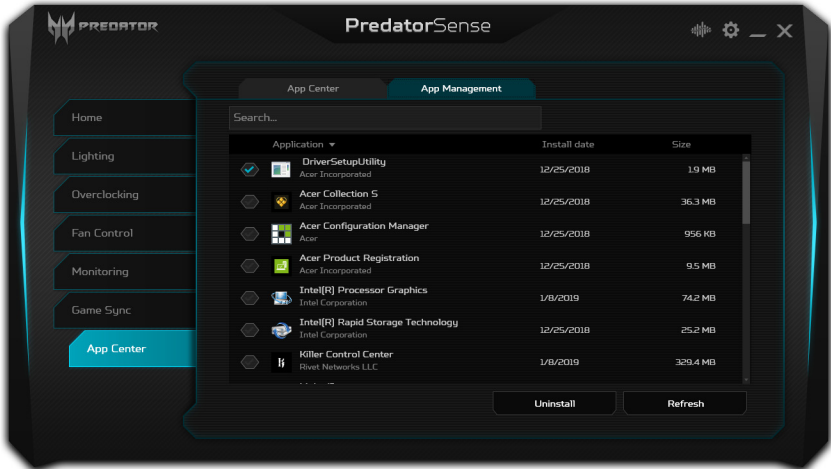 PREDATOR
PredatorSense
App Center
App Management
Home
Lighting
Overclocking
Fan Control
Monitoring
Game Sync
App Center
Search...
Application
Install date
Size
DriverSetupUtility
Acer Incorporated
12/25/2018
1.9 MB
Acer Collection S
Acer Incorporated
12/25/2018
36.3 MB
Acer Configuration Manager
Acer
12/25/2018
956 KB
Acer Product Registration
Acer Incorporated
12/25/2018
9.5 MB
Intel(R) Processor Graphics
Intel Corporation
1/8/2019
74.2 MB
Intel(R) Rapid Storage Technology
Intel Corporation
12/25/2018
25.2 MB
Killer Control Center
Rivet Networks LLC
1/8/2019
329.4 MB
Uninstall
Refresh